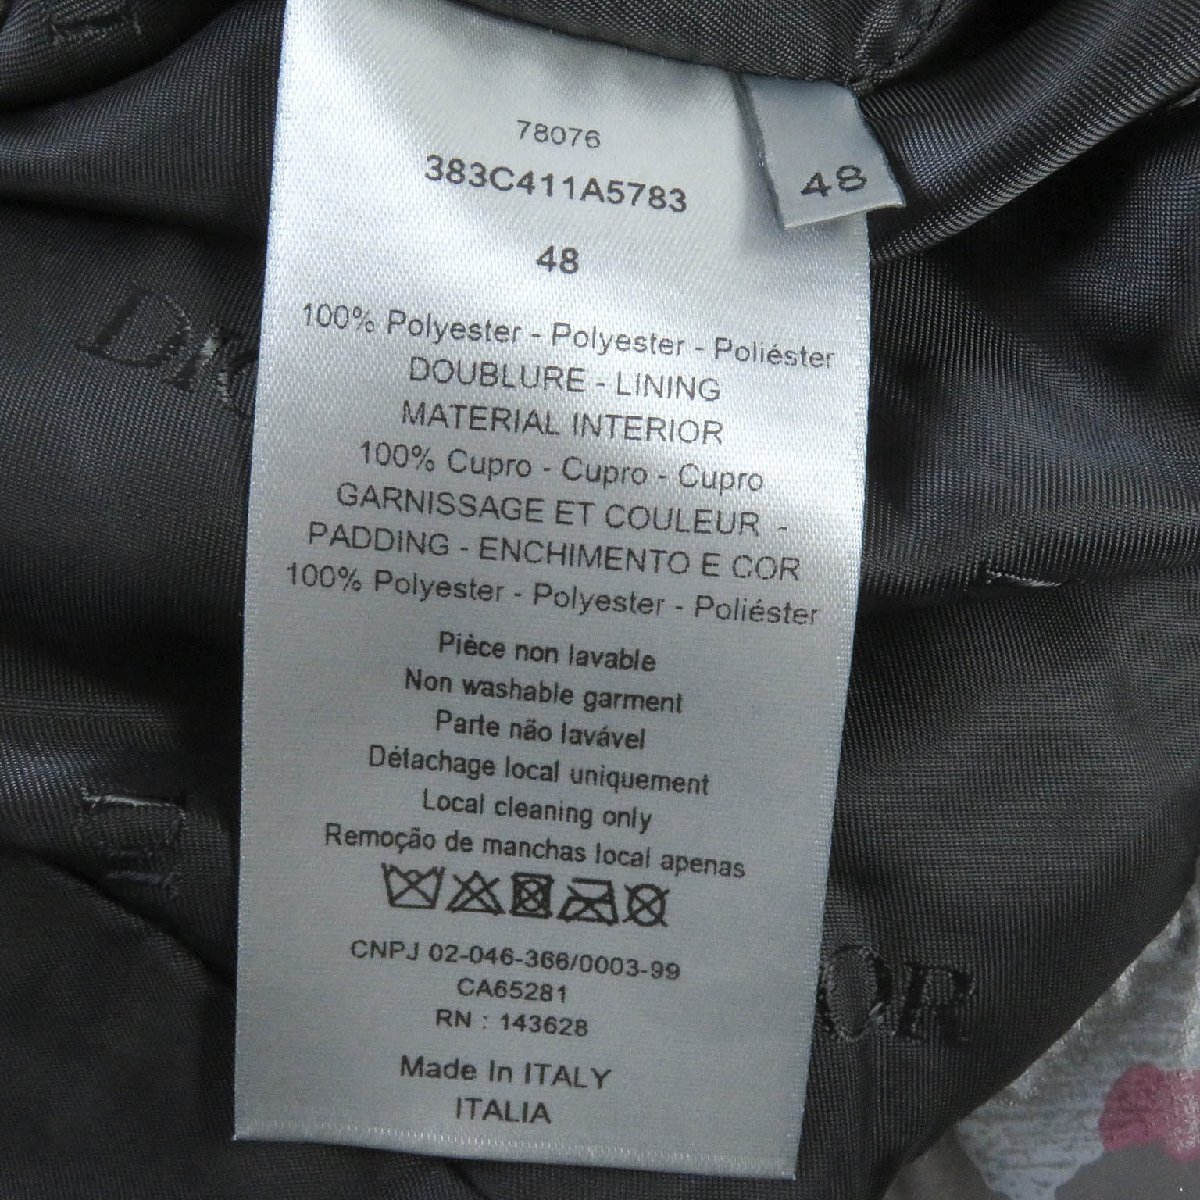 78076
383C411A5783
48
48
100% Polyester - Polyester - Poliéster
DOUBLURE - LINING
MATERIAL INTERIOR
100% Cupro - Cupro - Cupro
GARNISSAGE ET COULEUR -
PADDING - ENCHIMENTO E COR
100% Polyester - Polyester - Poliéster
Pièce non lavable
Non washable garment
Parte não lavável
Détachage local uniquement
Local cleaning only
Remoção de manchas local apenas
CNPJ 02-046-366/0003-99
CA65281
RN : 143628
Made In ITALY
ITALIA